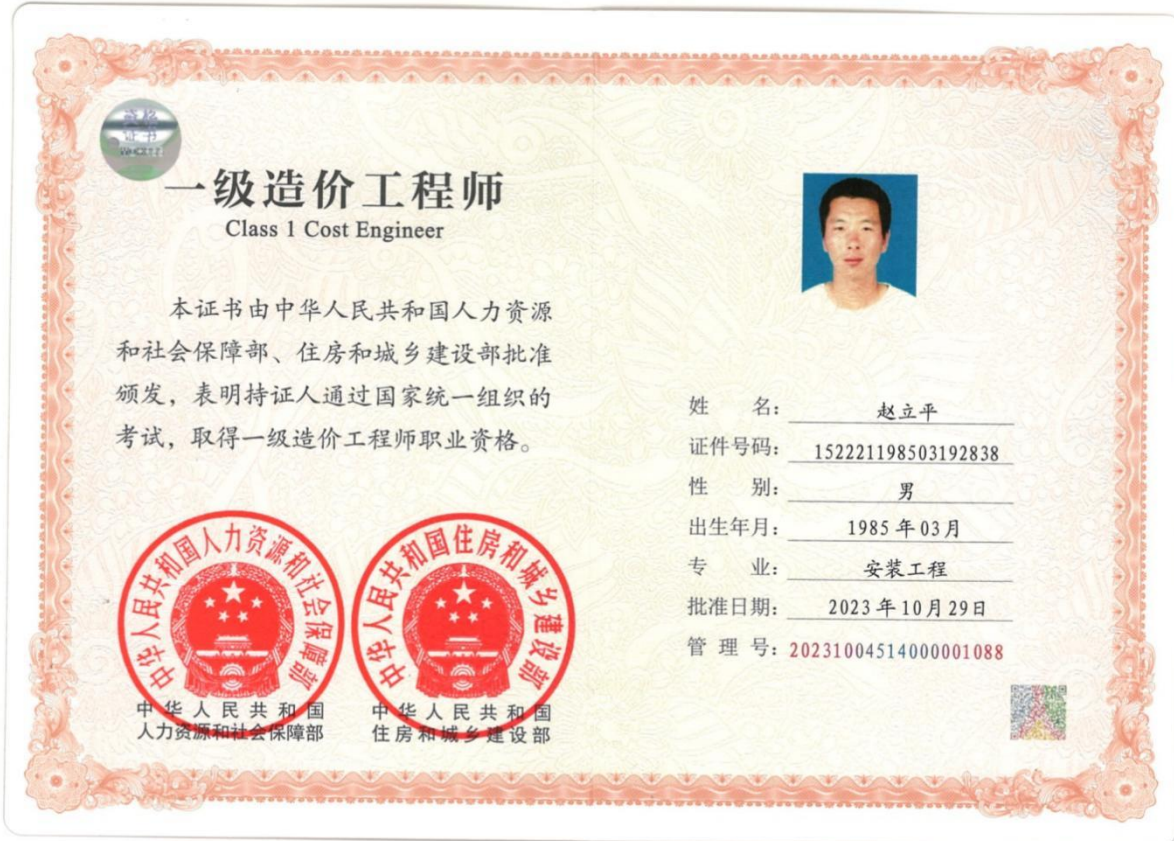 资格
证书
一级造价工程师
Class 1 Cost Engineer
本证书由中华人民共和国人力资源
和社会保障部、住房和城乡建设部批准
颁发，表明持证人通过国家统一组织的
考试，取得一级造价工程师职业资格。
中华人民共和国人力资源和社会保障部
中华人民共和国住房和城乡建设部
中华人民共和国
人力资源和社会保障部
中华人民共和国
住房和城乡建设部
姓 名：赵立平
证件号码：152221198503192838
性 别：男
出生年月：1985年03月
专 业：安装工程
批准日期：2023年10月29日
管 理 号：20231004514000001088